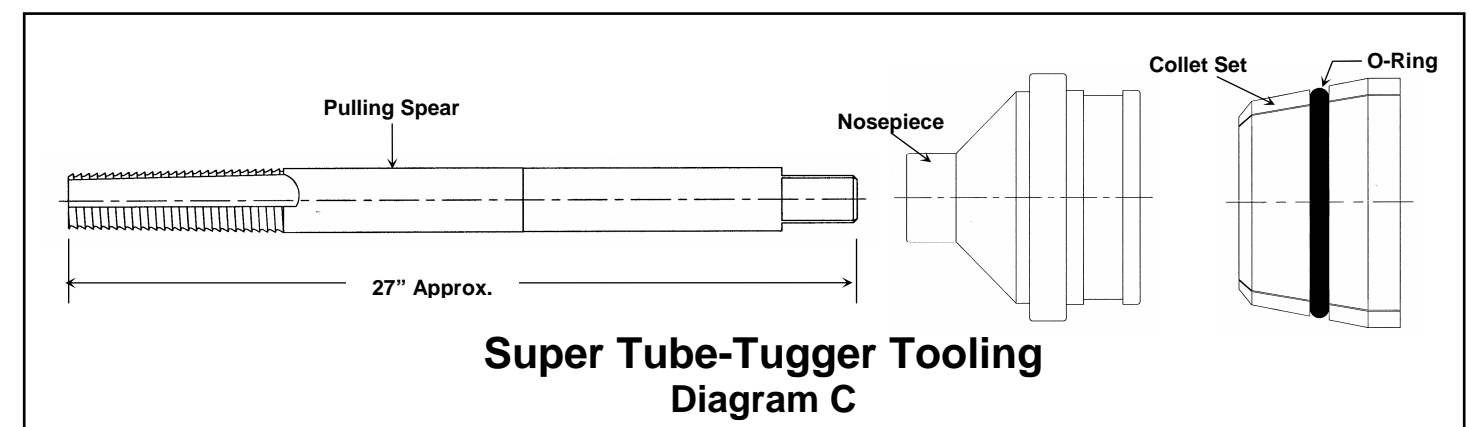 Collet Set
O-Ring
Pulling Spear
Nosepiece
27” Approx.
Super Tube-Tugger Tooling
Diagram C